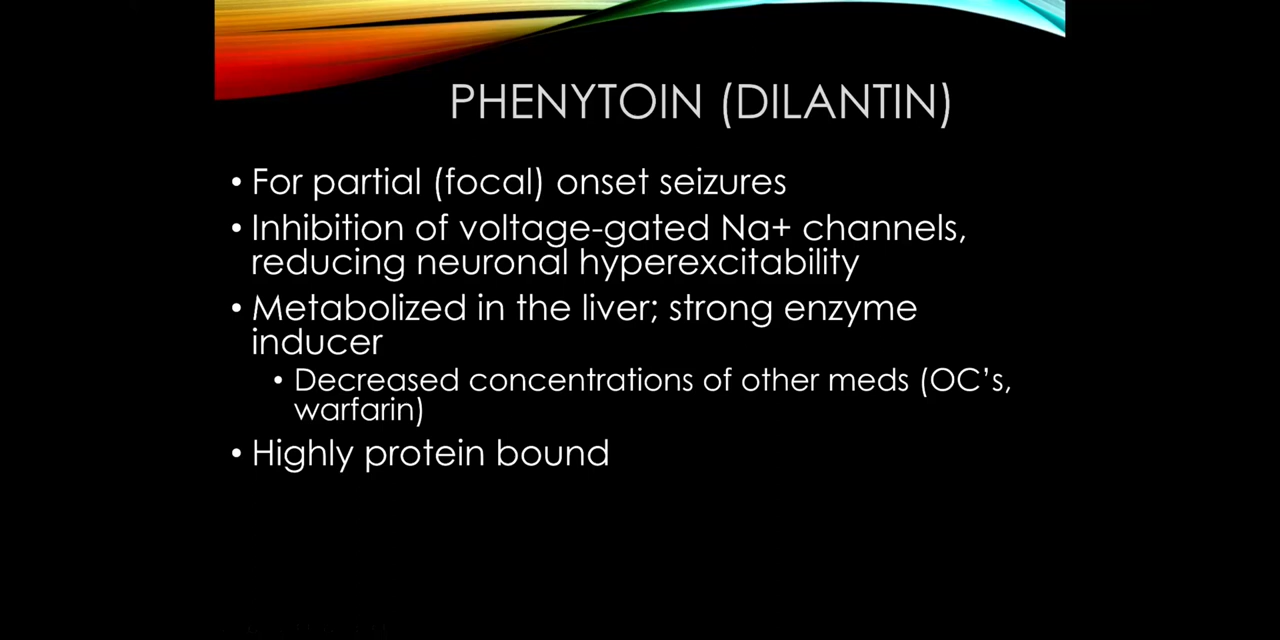 PHENYTOIN (DILANTIN)
• For partial (focal) onset seizures
• Inhibition of voltage-gated Na+ channels,
reducing neuronal hyperexcitability
• Metabolized in the liver; strong enzyme
inducer
• Decreased concentrations of other meds (OC's,
warfarin)
• Highly protein bound